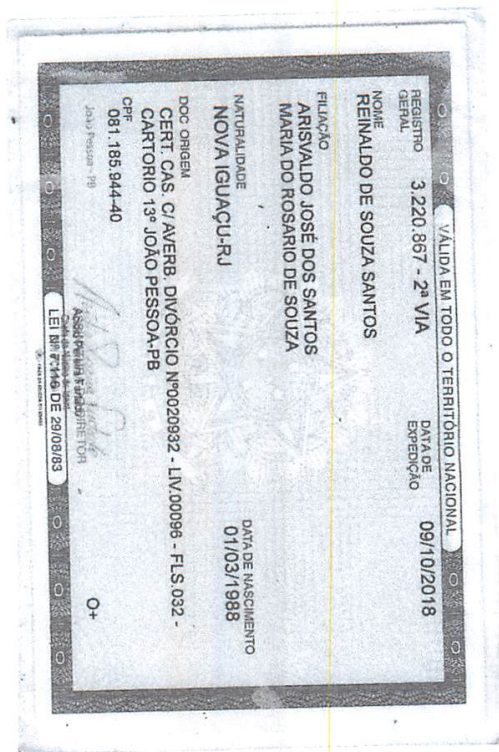 VÁLIDA EM TODO O TERRITÓRIO NACIONAL
REGISTRO GERAL 3.220.867 - 2ª VIA
DATA DE EXPEDIÇÃO 09/10/2018
NOME
REINALDO DE SOUZA SANTOS
FILIAÇÃO
ARISVALDO JOSÉ DOS SANTOS
MARIA DO ROSARIO DE SOUZA
NATURALIDADE
NOVA IGUAÇU-RJ
DATA DE NASCIMENTO
01/03/1988
DOC ORIGEM
CERT. CAS. C/ AVERB. DIVÓRCIO Nº0020932 - LIV.00096 - FLS.032 -
CARTORIO 13º JOÃO PESSOA-PB
CPF
081.185.944-40
João Pessoa - PB
O+
DIRETOR
LEI Nº 7.116 DE 29/08/83